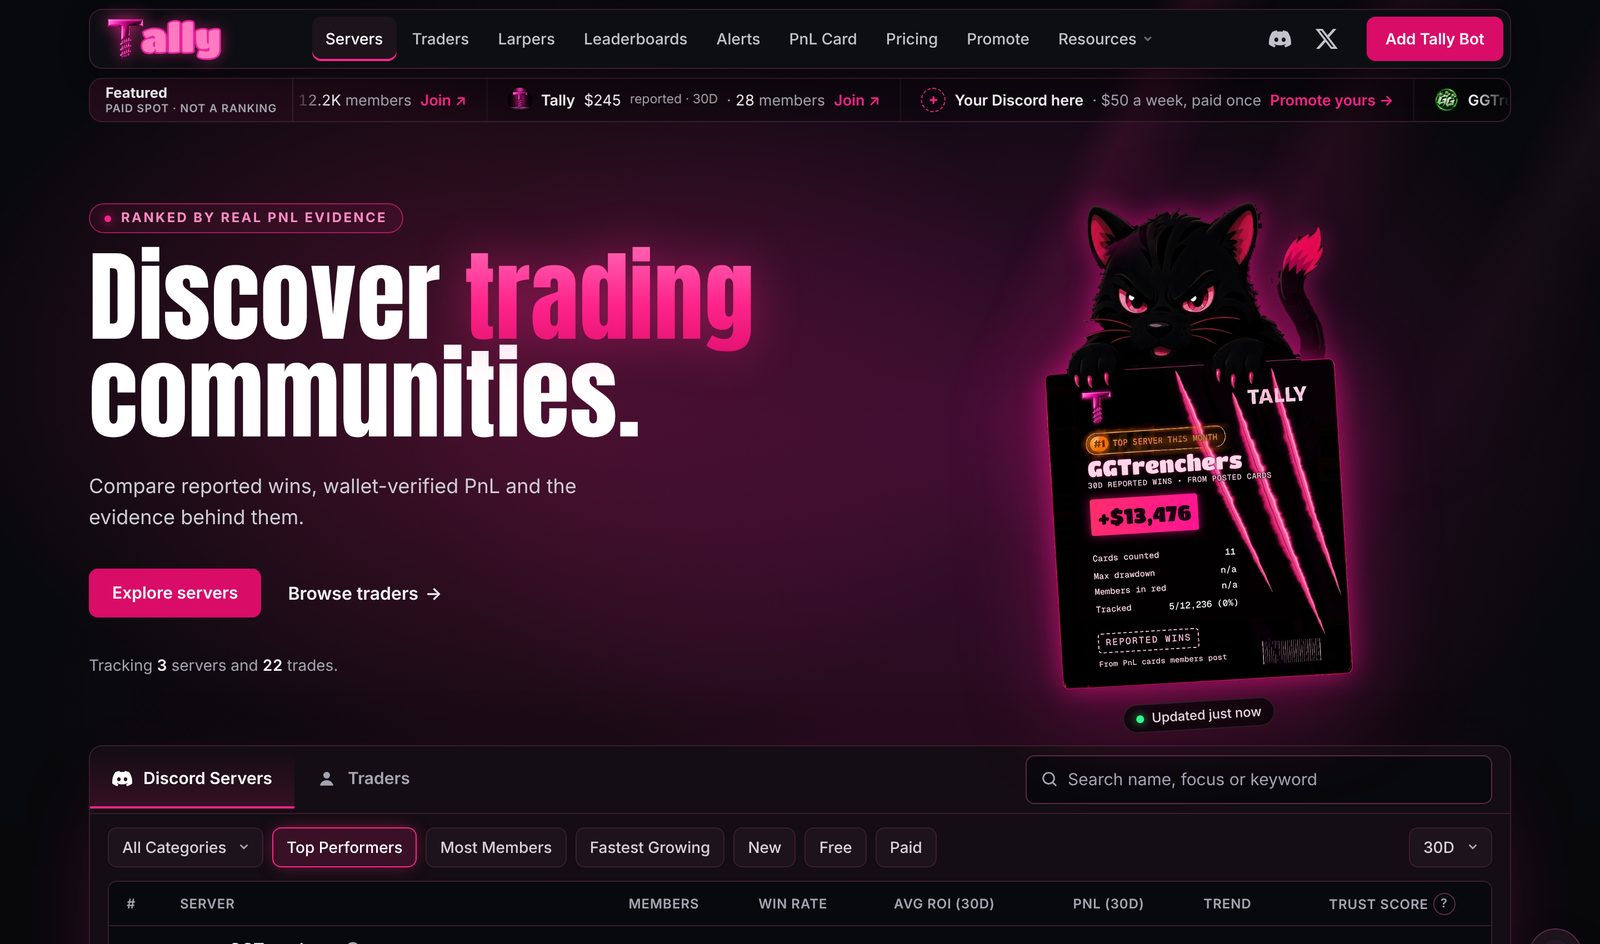 Tally
Servers
Traders
Larpers
Leaderboards
Alerts
PnL Card
Pricing
Promote
Resources
Add Tally Bot
Featured
PAID SPOT · NOT A RANKING
12.2K members Join ↗
Tally $245 reported · 30D · 28 members Join ↗
Your Discord here · $50 a week, paid once Promote yours →
GGTr
RANKED BY REAL PNL EVIDENCE
Discover trading
communities.
Compare reported wins, wallet-verified PnL and the
evidence behind them.
Explore servers
Browse traders →
Tracking 3 servers and 22 trades.
T
TALLY
#1 TOP SERVER THIS MONTH
GGTrenchers
30D REPORTED WINS • FROM POSTED CARDS
+$13,476
Cards counted 11
Max drawdown n/a
Members in red n/a
Tracked 5/12,236 (0%)
REPORTED WINS
From PnL cards members post
Updated just now
Discord Servers
Traders
Search name, focus or keyword
All Categories
Top Performers
Most Members
Fastest Growing
New
Free
Paid
30D
# SERVER MEMBERS WIN RATE AVG ROI (30D) PNL (30D) TREND TRUST SCORE ?